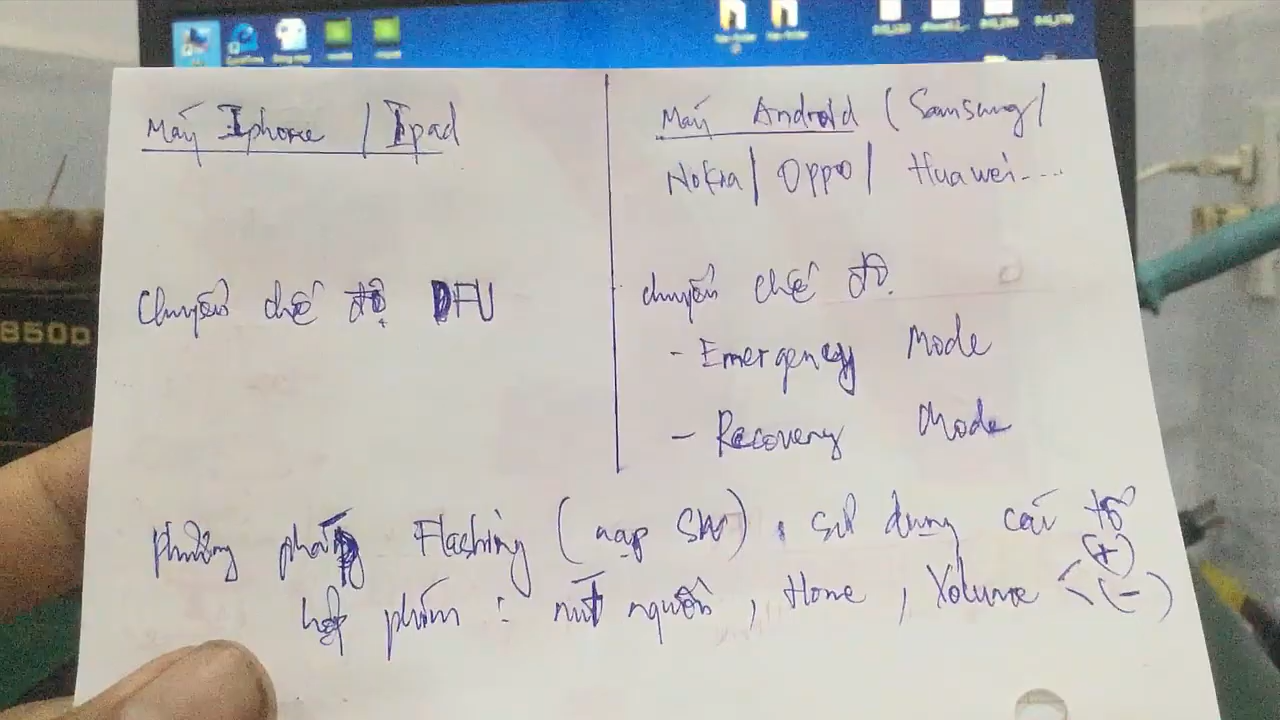 Máy Iphone / Ipad
Chuyển chế độ DFU
Máy Android (Samsung/
Nokia/ Oppo/ Huawei....
chuyển chế độ
- Emergency Mode
- Recovery Mode
phương pháp Flashing (nạp SW), sử dụng các tổ
hợp phím : nút nguồn, Home, Volume < (+) (-)
850D